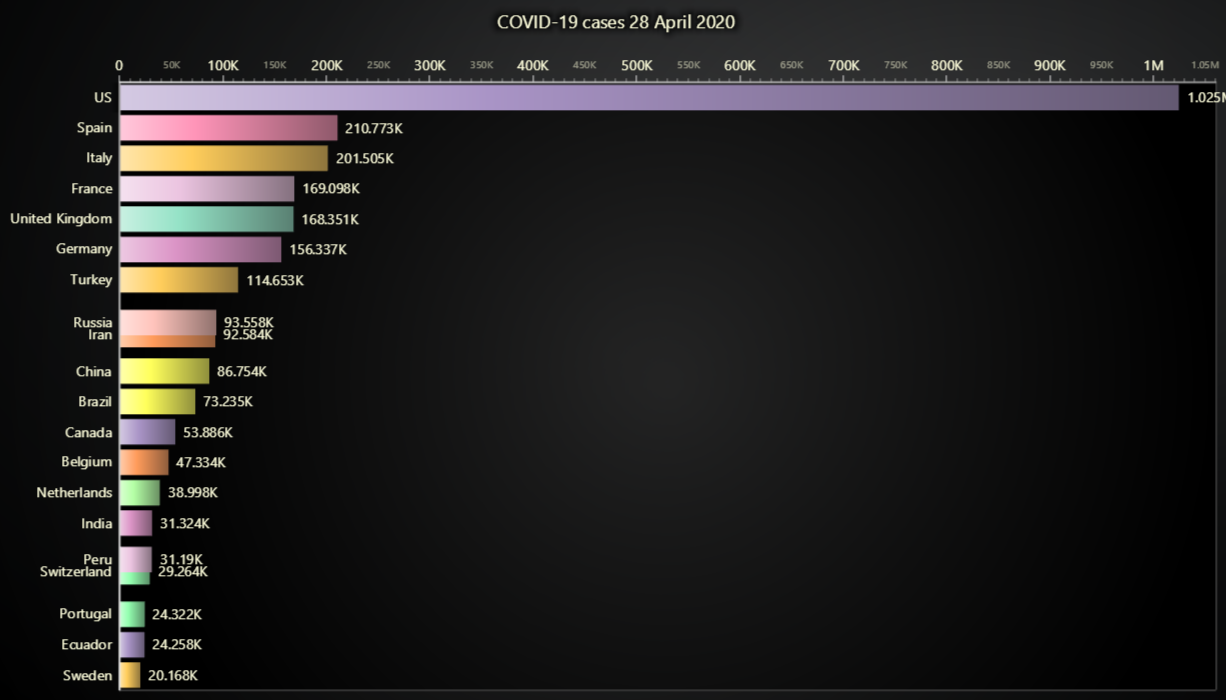 COVID-19 cases 28 April 2020
0 50K 100K 150K 200K 250K 300K 350K 400K 450K 500K 550K 600K 650K 700K 750K 800K 850K 900K 950K 1M 1.05M
US 1.025M
Spain 210.773K
Italy 201.505K
France 169.098K
United Kingdom 168.351K
Germany 156.337K
Turkey 114.653K
Russia 93.558K
Iran 92.584K
China 86.754K
Brazil 73.235K
Canada 53.886K
Belgium 47.334K
Netherlands 38.998K
India 31.324K
Peru 31.19K
Switzerland 29.264K
Portugal 24.322K
Ecuador 24.258K
Sweden 20.168K